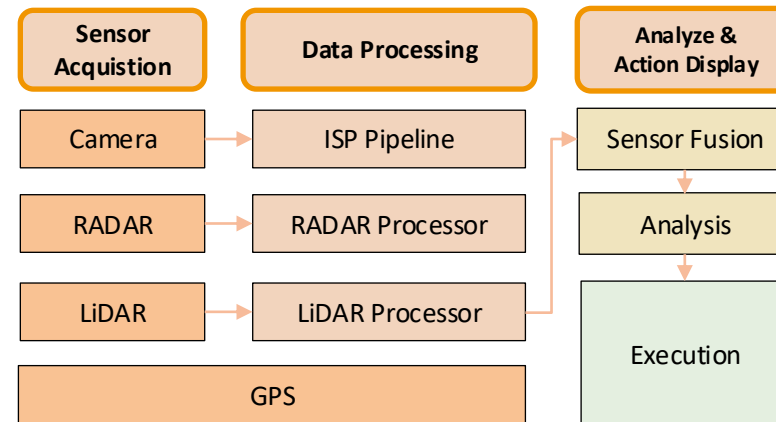 Sensor
Acquistion
Data Processing
Analyze &
Action Display
Camera
ISP Pipeline
Sensor Fusion
RADAR
RADAR Processor
Analysis
LiDAR
LiDAR Processor
Execution
GPS